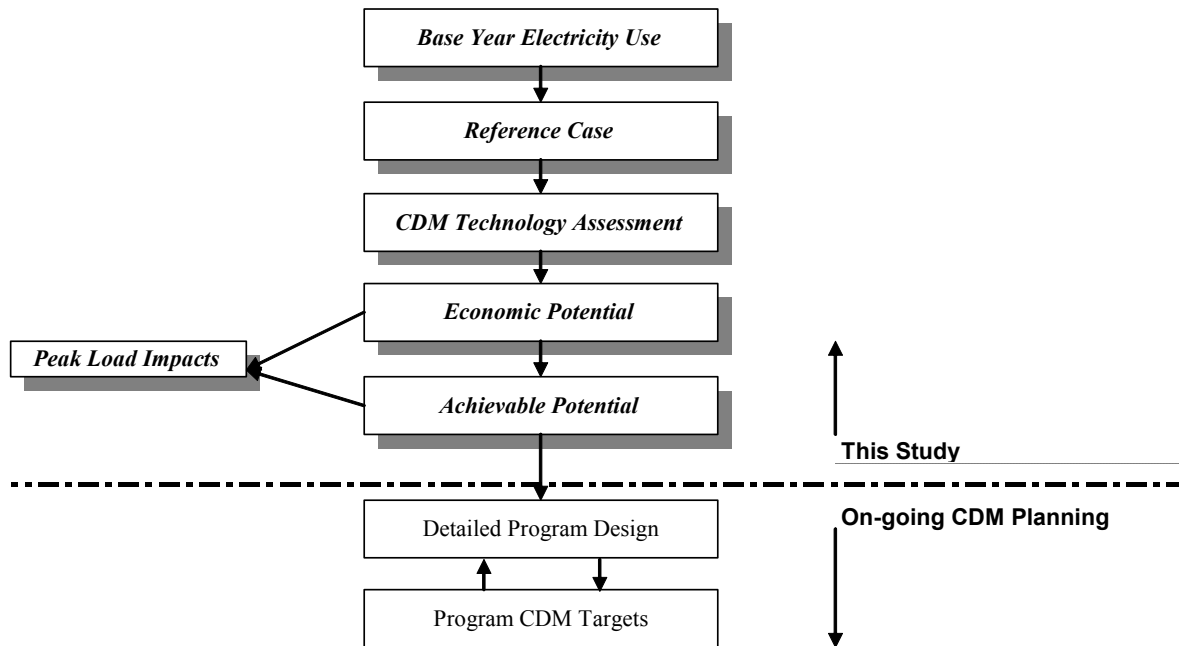 Base Year Electricity Use
Reference Case
CDM Technology Assessment
Economic Potential
Peak Load Impacts
Achievable Potential
This Study
Detailed Program Design
On-going CDM Planning
Program CDM Targets